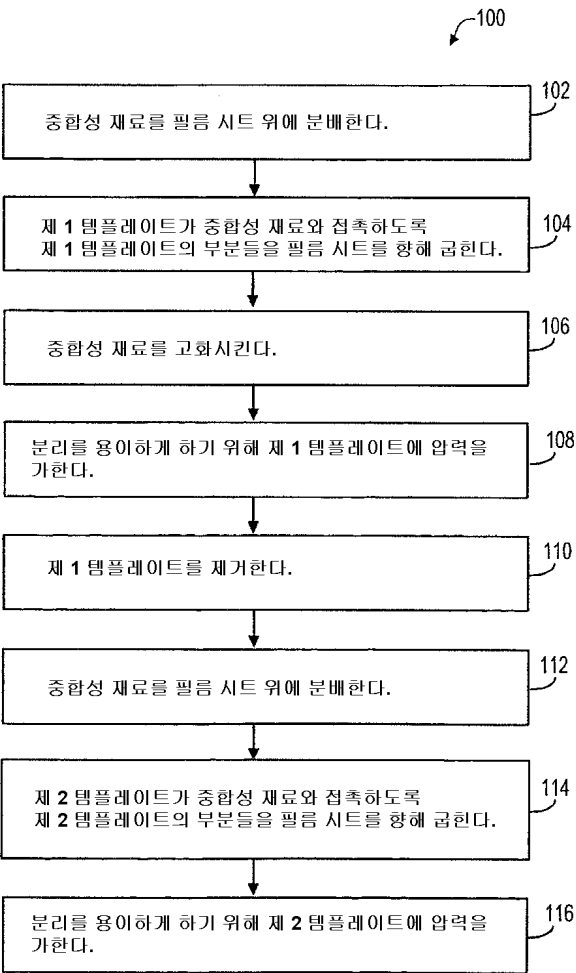 100
102
중합성 재료를 필름 시트 위에 분배한다.
104
제 1 템플레이트가 중합성 재료와 접촉하도록
제 1 템플레이트의 부분들을 필름 시트를 향해 굽힌다.
106
중합성 재료를 고화시킨다.
108
분리를 용이하게 하기 위해 제 1 템플레이트에 압력을
가한다.
110
제 1 템플레이트를 제거한다.
112
중합성 재료를 필름 시트 위에 분배한다.
114
제 2 템플레이트가 중합성 재료와 접촉하도록
제 2 템플레이트의 부분들을 필름 시트를 향해 굽힌다.
116
분리를 용이하게 하기 위해 제 2 템플레이트에 압력을
가한다.